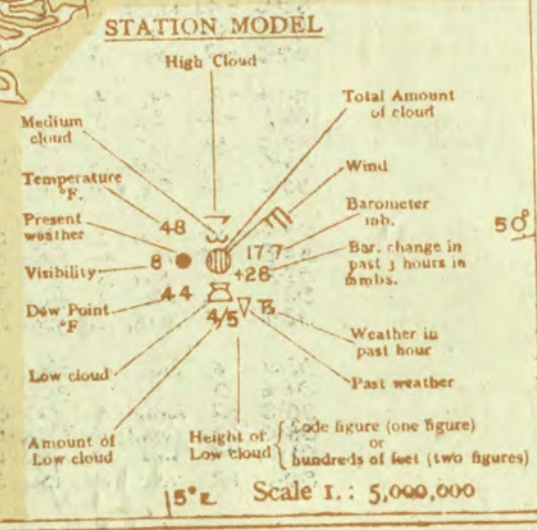 STATION MODEL
High Cloud
Total Amount
of cloud
Medium
cloud
Wind
Temperature
°F.
48
Barometer
mb.
Present
weather
50°
17.7
Bar. change in
past 3 hours in
mbs.
Visibility
8
+26
44
Dew Point
°F
4/5
Weather in
past hour
Low cloud
Past weather
Amount of
Low cloud
Height of
Low cloud
Code figure (one figure)
or
hundreds of feet (two figures)
5°E
Scale 1.: 5,000,000